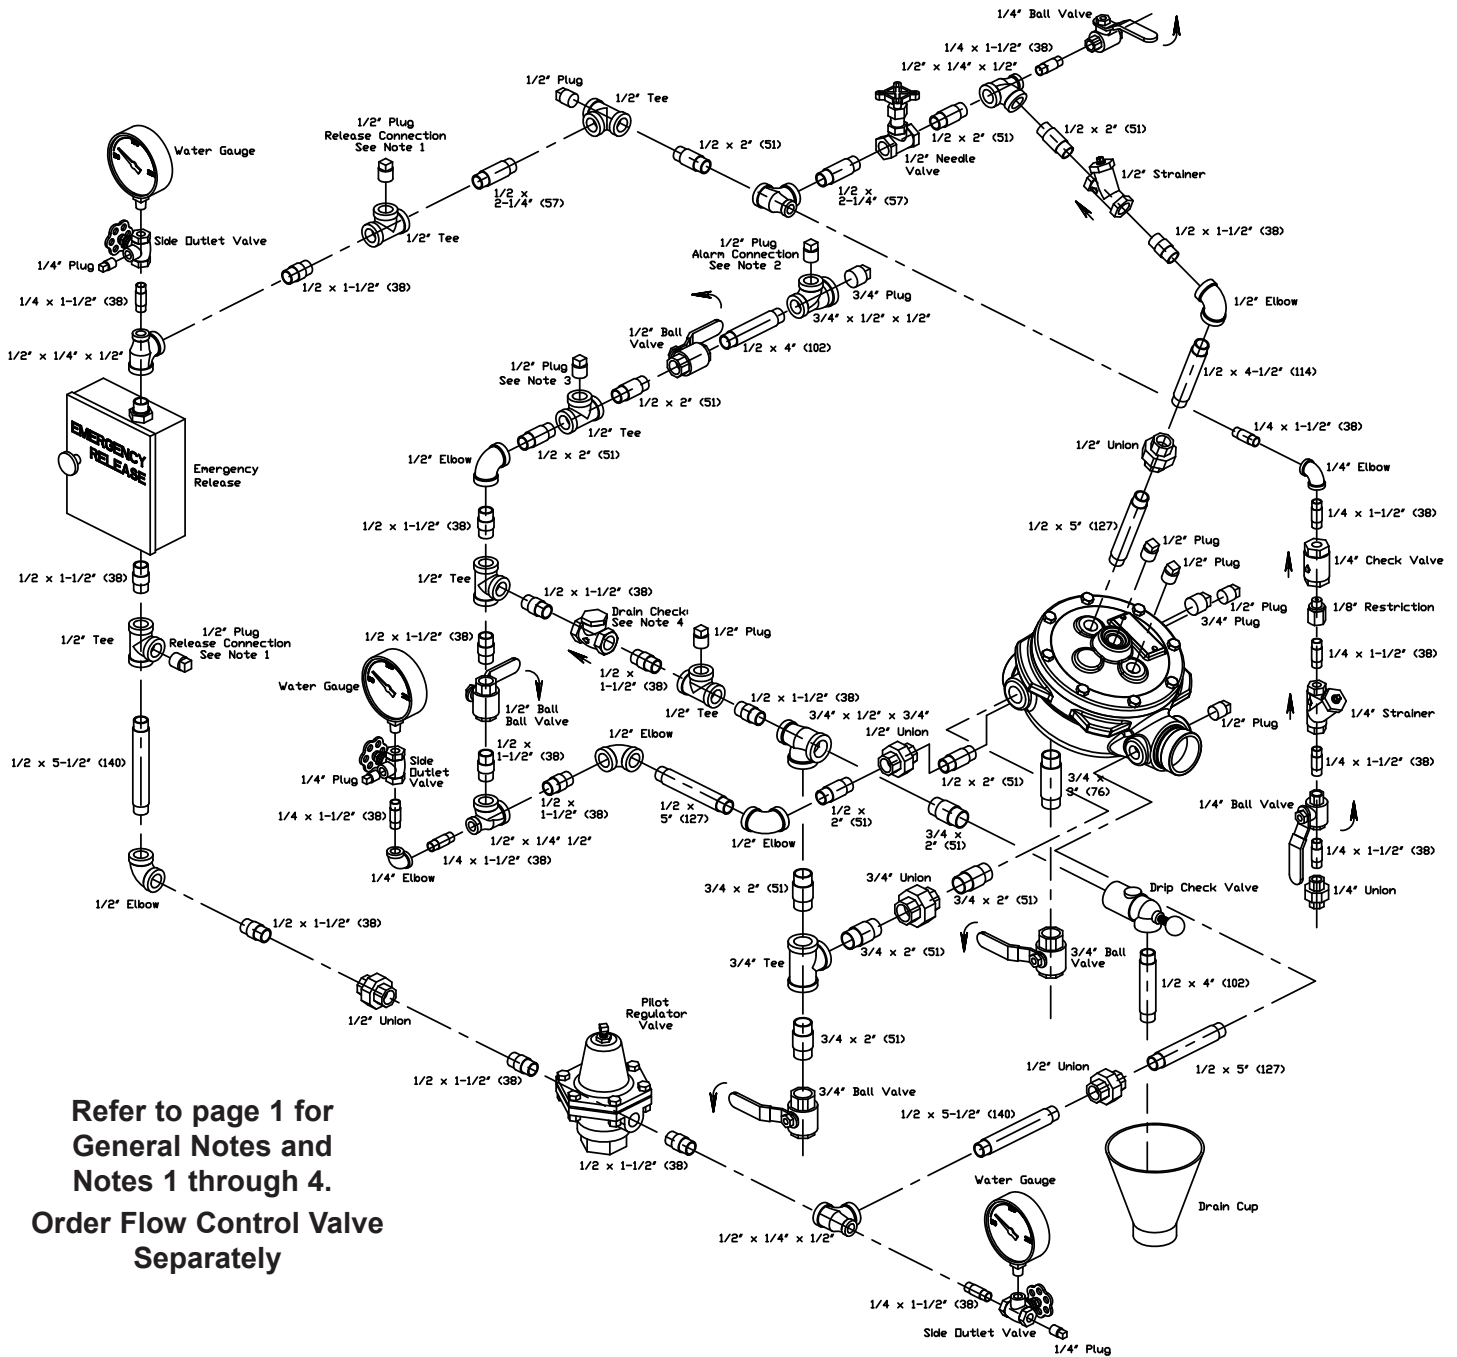 1/4" Ball Valve
1/4 x 1-1/2" (38)
1/2" x 1/4" x 1/2"
1/2" Plug
1/2" Tee
1/2" Plug
Release Connection
See Note 1
Water Gauge
1/2 x 2" (51)
1/2 x 2" (51)
1/2 x 2" (51)
1/2" Needle
Valve
1/2" Strainer
1/2 x
2-1/4" (57)
1/2 x
2-1/4" (57)
Side Outlet Valve
1/2" Tee
1/2 x 1-1/2" (38)
1/4" Plug
1/2 x 1-1/2" (38)
1/2" Plug
Alarm Connection
See Note 2
3/4" Plug
1/4 x 1-1/2" (38)
1/2" Elbow
3/4" x 1/2" x 1/2"
1/2" Ball
Valve
1/2 x 4" (102)
1/2" x 1/4" x 1/2"
1/2" Plug
See Note 3
1/2 x 4-1/2" (114)
1/2 x 2" (51)
1/4 x 1-1/2" (38)
1/2" Tee
1/2" Union
EMERGENCY
RELEASE
1/2 x 2" (51)
1/2" Elbow
1/4" Elbow
Emergency
Release
1/4 x 1-1/2" (38)
1/2 x 1-1/2" (38)
1/2 x 5" (127)
1/2" Plug
1/2" Plug
1/4" Check Valve
1/2 x 1-1/2" (38)
1/2" Tee
1/2 x 1-1/2" (38)
Drain Check
See Note 4
1/2" Plug
3/4" Plug
1/8" Restriction
1/2" Tee
1/2" Plug
Release Connection
See Note 1
1/2 x 1-1/2" (38)
1/2" Plug
1/4 x 1-1/2" (38)
1/2 x
1-1/2" (38)
Water Gauge
1/2 x 1-1/2" (38)
1/2" Ball
Ball Valve
1/2" Tee
3/4" x 1/2" x 3/4"
1/2" Union
1/2" Plug
1/4" Strainer
1/2" Elbow
1/2 x 5-1/2" (140)
Side
Outlet
Valve
1/4" Plug
1/2 x
1-1/2" (38)
1/2 x 2" (51)
3/4 x
3" (76)
1/4 x 1-1/2" (38)
1/4 x 1-1/2" (38)
1/2 x
1-1/2" (38)
1/2 x
5" (127)
1/2 x
2" (51)
3/4 x
2" (51)
1/4" Ball Valve
1/2" x 1/4" 1/2"
1/2" Elbow
1/4 x 1-1/2" (38)
1/4 x 1-1/2" (38)
1/4" Elbow
3/4 x 2" (51)
3/4" Union
3/4 x 2" (51)
Drip Check Valve
1/4" Union
1/2" Elbow
1/2 x 1-1/2" (38)
3/4 x 2" (51)
3/4" Tee
3/4" Ball
Valve
1/2 x 4" (102)
1/2" Union
Pilot
Regulator
Valve
3/4 x 2" (51)
1/2" Union
1/2 x 5" (127)
1/2 x 1-1/2" (38)
3/4" Ball Valve
1/2 x 5-1/2" (140)
Refer to page 1 for
General Notes and
Notes 1 through 4.
Order Flow Control Valve
Separately
1/2 x 1-1/2" (38)
Water Gauge
Drain Cup
1/2" x 1/4" x 1/2"
1/4 x 1-1/2" (38)
Side Outlet Valve
1/4" Plug